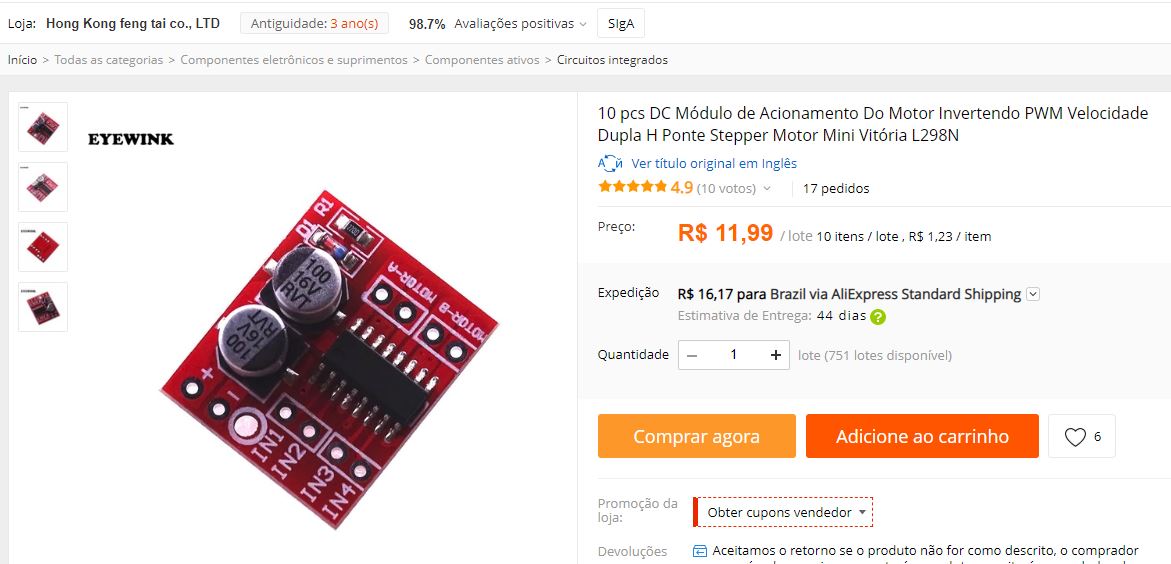 Loja: Hong Kong feng tai co., LTD Antiguidade: 3 ano(s) 98.7% Avaliações positivas SIgA
Início > Todas as categorias > Componentes eletrônicos e suprimentos > Componentes ativos > Circuitos integrados
EYEWINK
R1
D1
100
16V
RVT
100
16V
RVT
MOTOR-A
MOTOR-B
+
−
IN1
IN2
IN3
IN4
10 pcs DC Módulo de Acionamento Do Motor Invertendo PWM Velocidade
Dupla H Ponte Stepper Motor Mini Vitória L298N
Ver título original em Inglês
4.9 (10 votos) 17 pedidos
Preço: R$ 11,99 / lote 10 itens / lote , R$ 1,23 / item
Expedição R$ 16,17 para Brazil via AliExpress Standard Shipping
Estimativa de Entrega: 44 dias ?
Quantidade − 1 + lote (751 lotes disponível)
Comprar agora Adicione ao carrinho 6
Promoção da
loja: Obter cupons vendedor
Devoluções Aceitamos o retorno se o produto não for como descrito, o comprador